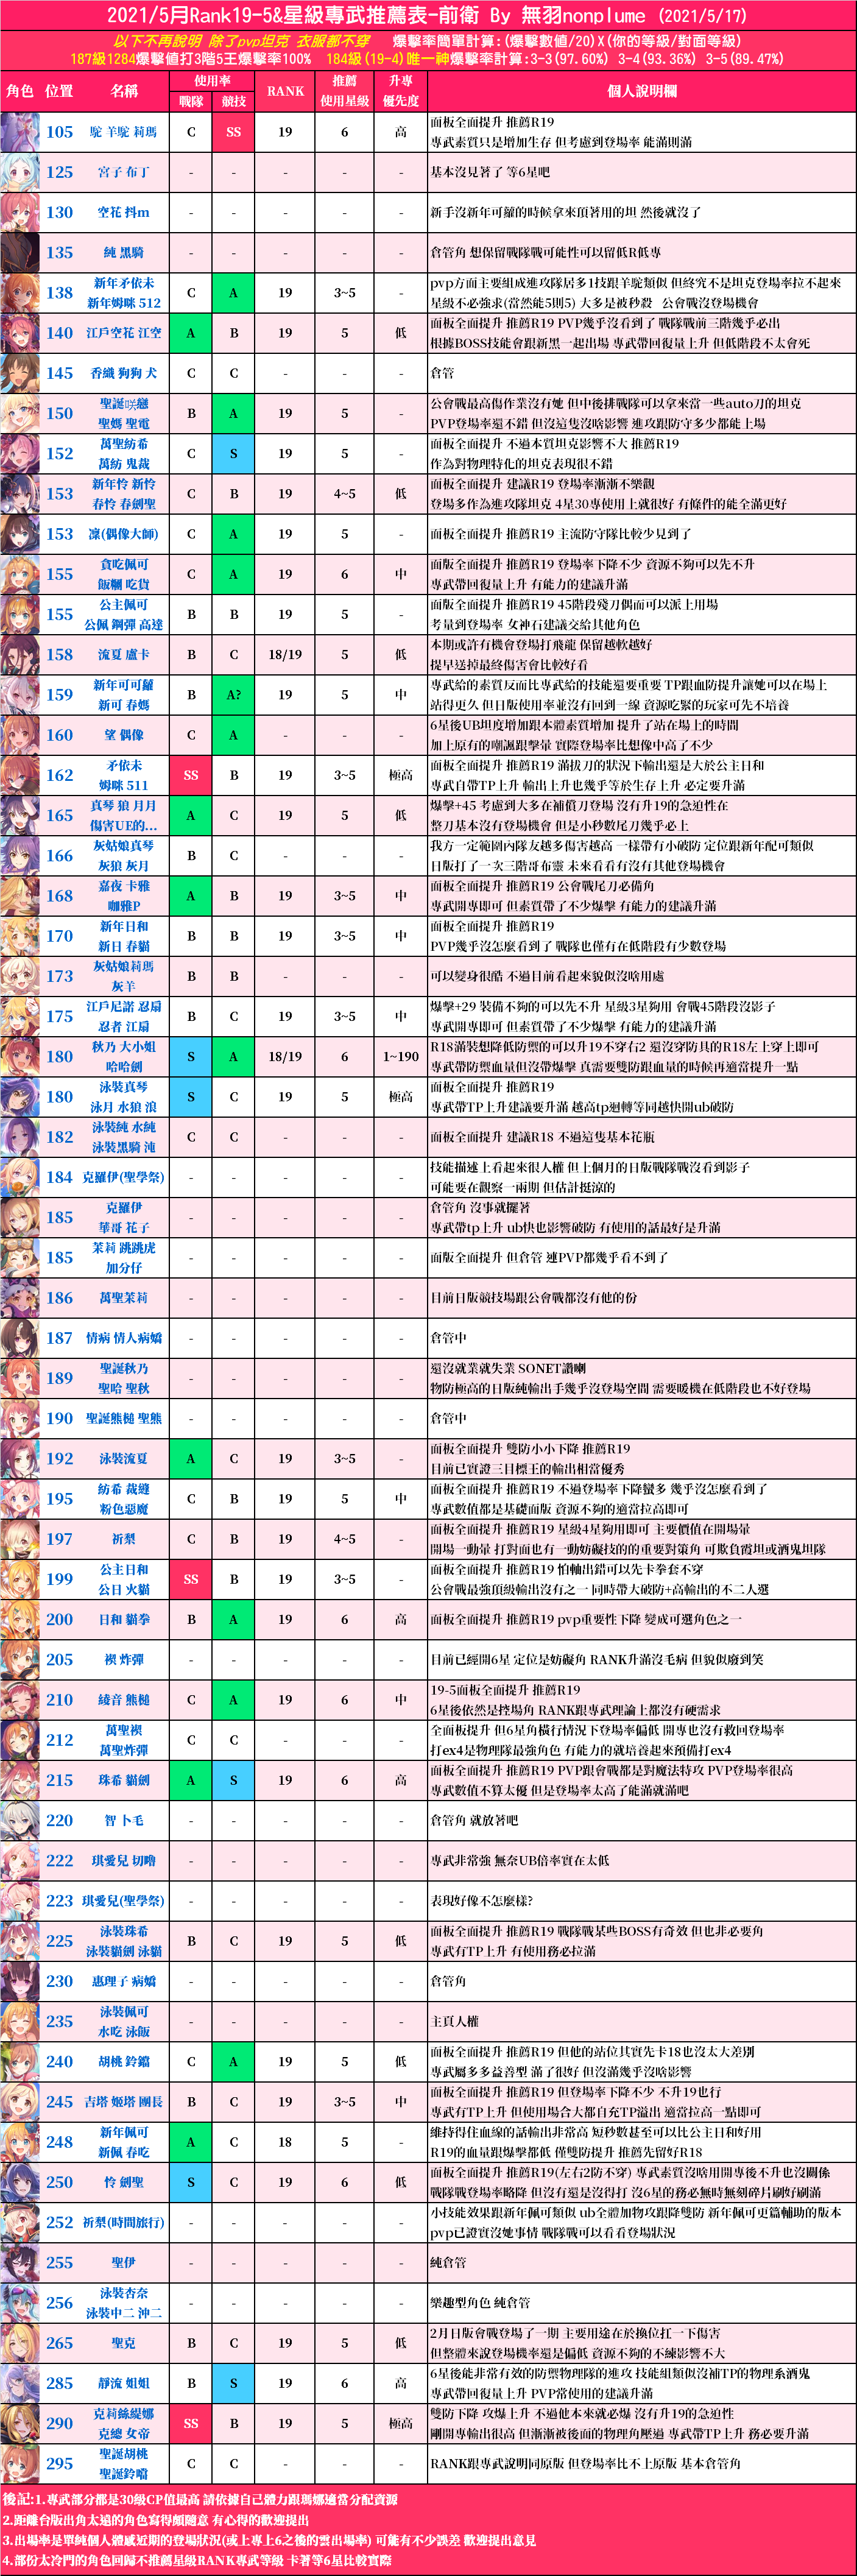 2021/5月Rank19-5&星級專武推薦表-前衛 By 無羽nonplume (2021/5/17)
以下不再說明 除了pvp坦克 衣服都不穿 爆擊率簡單計算:(爆擊數值/20)X(你的等級/對面等級)
187級1284爆擊值打3階5王爆擊率100% 184級(19-4)唯一神爆擊率計算:3-3(97.60%) 3-4(93.36%) 3-5(89.47%)
角色 位置 名稱 使用率 戰隊 競技 RANK 推薦使用星級 升專優先度 個人說明欄
105 駝 羊駝 莉瑪 C SS 19 6 高 面板全面提升 推薦R19
專武素質只是增加生存 但考慮到登場率 能滿則滿
125 宮子 布丁 - - - - - 基本沒見著了 等6星吧
130 空花 抖m - - - - - 新手沒新年可蘿的時候拿來頂著用的坦 然後就沒了
135 純 黑騎 - - - - - 倉管角 想保留戰隊戰可能性可以留低R低專
138 新年矛依未 新年姆咪 512 C A 19 3~5 - pvp方面主要組成進攻隊居多1技跟羊駝類似 但終究不是坦克登場率拉不起來
星級不必強求(當然能5則5) 大多是被秒殺 公會戰沒登場機會
140 江戶空花 江空 A B 19 5 低 面板全面提升 推薦R19 PVP幾乎沒看到了 戰隊戰前三階幾乎必出
根據BOSS技能會跟新黑一起出場 專武帶回復量上升 但低階段不太會死
145 香織 狗狗 犬 C C - - - 倉管
150 聖誕咲戀 聖媽 聖電 B A 19 5 - 公會戰最高傷作業沒有她 但中後排戰隊可以拿來當一些auto刀的坦克
PVP登場率還不錯 但沒這隻沒啥影響 進攻跟防守多少都能上場
152 萬聖紡希 萬紡 鬼裁 C S 19 5 - 面板全面提升 不過本質坦克影響不大 推薦R19
作為對物理特化的坦克表現很不錯
153 新年怜 新怜 春怜 春劍聖 C B 19 4~5 低 面板全面提升 建議R19 登場率漸漸不樂觀
登場多作為進攻隊坦克 4星30專使用上就很好 有條件的能全滿更好
153 凜(偶像大師) C A 19 5 - 面板全面提升 推薦R19 主流防守隊比較少見到了
155 貪吃佩可 飯糰 吃貨 C A 19 6 中 面版全面提升 推薦R19 登場率下降不少 資源不夠可以先不升
專武帶回復量上升 有能力的建議升滿
155 公主佩可 公佩 鋼彈 高達 B B 19 5 - 面版全面提升 推薦R19 45階段殘刀偶而可以派上用場
考量到登場率 女神石建議交給其他角色
158 流夏 盧卡 B C 18/19 5 低 本期或許有機會登場打飛龍 保留越軟越好
提早送掉最終傷害會比較好看
159 新年可可蘿 新可 春媽 B A? 19 5 中 專武給的素質反而比專武給的技能還要重要 TP跟血防提升讓她可以在場上
站得更久 但日版使用率並沒有回到一線 資源吃緊的玩家可先不培養
160 望 偶像 C A - - - 6星後UB坦度增加跟本體素質增加 提升了站在場上的時間
加上原有的嘲諷跟擊暈 實際登場率比想像中高了不少
162 矛依未 姆咪 511 SS B 19 3~5 極高 面板全面提升 推薦R19 滿拔刀的狀況下輸出還是大於公主日和
專武自帶TP上升 輸出上升也幾乎等於生存上升 必定要升滿
165 真琴 狼 月月 傷害UE的... A C 19 5 低 爆擊+45 考慮到大多在補償刀登場 沒有升19的急迫性在
整刀基本沒有登場機會 但是小秒數尾刀幾乎必上
166 灰姑娘真琴 灰狼 灰月 B C - - - 我方一定範圍內隊友越多傷害越高 一樣帶有小破防 定位跟新年配可類似
日版打了一次三階哥布靈 未來看看有沒有其他登場機會
168 嘉夜 卡雅 咖雅P A B 19 3~5 中 面板全面提升 推薦R19 公會戰尾刀必備角
專武開專即可 但素質帶了不少爆擊 有能力的建議升滿
170 新年日和 新日 春貓 B B 19 3~5 中 面板全面提升 推薦R19
PVP幾乎沒怎麼看到了 戰隊也僅有在低階段有少數登場
173 灰姑娘莉瑪 灰羊 B B - - - 可以變身很酷 不過目前看起來貌似沒啥用處
175 江戶尼諾 忍扇 忍者 江扇 B C 19 3~5 中 爆擊+29 裝備不夠的可以先不升 星級3星夠用 會戰45階段沒影子
專武開專即可 但素質帶了不少爆擊 有能力的建議升滿
180 秋乃 大小姐 哈哈劍 S A 18/19 6 1~190 R18滿裝想降低防禦的可以升19不穿右2 還沒穿防具的R18左上穿上即可
專武帶防禦血量但沒帶爆擊 真需要雙防跟血量的時候再適當提升一點
180 泳裝真琴 泳月 水狼 浪 S C 19 5 極高 面板全面提升 推薦R19
專武帶TP上升建議要升滿 越高tp迴轉等同越快開ub破防
182 泳裝純 水純 泳裝黑騎 沌 C C - - - 面板全面提升 建議R18 不過這隻基本花瓶
184 克羅伊(聖學祭) - - - - - 技能描述上看起來很人權 但上個月的日版戰隊戰沒看到影子
可能要在觀察一兩期 但估計挺涼的
185 克羅伊 華哥 花子 - - - - - 倉管角 沒事就擺著
專武帶tp上升 ub快也影響破防 有使用的話最好是升滿
185 茉莉 跳跳虎 加分仔 - - - - - 面版全面提升 但倉管 連PVP都幾乎看不到了
186 萬聖茉莉 - - - - - 目前日版競技場跟公會戰都沒有他的份
187 情病 情人病嬌 - - - - - 倉管中
189 聖誕秋乃 聖哈 聖秋 - - - - - 還沒就業就失業 SONET讚喇
物防極高的日版純輸出手幾乎沒登場空間 需要暖機在低階段也不好登場
190 聖誕熊槌 聖熊 - - - - - 倉管中
192 泳裝流夏 A C 19 3~5 - 面板全面提升 雙防小小下降 推薦R19
目前已實證三目標王的輸出相當優秀
195 紡希 裁縫 粉色惡魔 C B 19 5 中 面板全面提升 推薦R19 不過登場率下降蠻多 幾乎沒怎麼看到了
專武數值都是基礎面版 資源不夠的適當拉高即可
197 祈梨 C B 19 4~5 - 面板全面提升 推薦R19 星級4星夠用即可 主要價值在開場暈
開場一動暈 打對面也有一動妨礙技的的重要對策角 可欺負霞坦或酒鬼坦隊
199 公主日和 公日 火貓 SS B 19 3~5 - 面板全面提升 推薦R19 怕軸出錯可以先卡拳套不穿
公會戰最強頂級輸出沒有之一 同時帶大破防+高輸出的不二人選
200 日和 貓拳 B A 19 6 高 面板全面提升 推薦R19 pvp重要性下降 變成可選角色之一
205 禊 炸彈 - - - - - 目前已經開6星 定位是妨礙角 RANK升滿沒毛病 但貌似廢到笑
210 綾音 熊槌 C A 19 6 中 19-5面板全面提升 推薦R19
6星後依然是控場角 RANK跟專武理論上都沒有硬需求
212 萬聖禊 萬聖炸彈 C C - - - 全面板提升 但6星角橫行情況下登場率偏低 開專也沒有救回登場率
打ex4是物理隊最強角色 有能力的就培養起來預備打ex4
215 珠希 貓劍 A S 19 6 高 面板全面提升 推薦R19 PVP跟會戰都是對魔法特攻 PVP登場率很高
專武數值不算太優 但是登場率太高了能滿就滿吧
220 智 卜毛 - - - - - 倉管角 就放著吧
222 琪愛兒 切嚕 - - - - - 專武非常強 無奈UB倍率實在太低
223 琪愛兒(聖學祭) - - - - - 表現好像不怎麼樣?
225 泳裝珠希 泳裝貓劍 泳貓 B C 19 5 低 面板全面提升 推薦R19 戰隊戰某些BOSS有奇效 但也非必要角
專武有TP上升 有使用務必拉滿
230 惠理子 病嬌 - - - - - 倉管角
235 泳裝佩可 水吃 泳飯 - - - - - 主頁人權
240 胡桃 鈴鐺 C A 19 5 低 面板全面提升 推薦R19 但他的站位其實先卡18也沒太大差別
專武屬多多益善型 滿了很好 但沒滿幾乎沒啥影響
245 吉塔 姬塔 團長 B C 19 3~5 中 面板全面提升 推薦R19 但登場率下降不少 不升19也行
專武有TP上升 但使用場合大都自充TP溢出 適當拉高一點即可
248 新年佩可 新佩 春吃 A C 18 5 - 維持得住血線的話輸出非常高 短秒數甚至可以比公主日和好用
R19的血量跟爆擊都低 僅雙防提升 推薦先留好R18
250 怜 劍聖 S C 19 6 低 面板全面提升 推薦R19(左右2防不穿) 專武素質沒啥用開專後不升也沒關係
戰隊戰登場率略降 但沒有還是沒得打 沒6星的務必無時無刻碎片刷好刷滿
252 祈梨(時間旅行) - - - - - 小技能效果跟新年佩可類似 ub全體加物攻跟降雙防 新年佩可更篇輔助的版本
pvp已證實沒她事情 戰隊戰可以看看登場狀況
255 聖伊 - - - - - 純倉管
256 泳裝杏奈 泳裝中二 沖二 - - - - - 樂趣型角色 純倉管
265 聖克 B C 19 5 低 2月日版會戰登場了一期 主要用途在於換位扛一下傷害
但整體來說登場機率還是偏低 資源不夠的不練影響不大
285 靜流 姐姐 B S 19 6 高 6星後能非常有效的防禦物理隊的進攻 技能組類似沒補TP的物理系酒鬼
專武帶回復量上升 PVP常使用的建議升滿
290 克莉絲緹娜 克總 女帝 SS B 19 5 極高 雙防下降 攻爆上升 不過他本來就必爆 沒有升19的急迫性
剛開專輸出很高 但漸漸被後面的物理角壓過 專武帶TP上升 務必要升滿
295 聖誕胡桃 聖誕鈴噹 C C - - - RANK跟專武說明同原版 但登場率比不上原版 基本倉管角
後記:1.專武部分都是30級CP值最高 請依據自己體力跟瑪娜適當分配資源
2.距離台版出角太遠的角色寫得頗隨意 有心得的歡迎提出
3.出場率是單純個人體感近期的登場狀況(或上專上6之後的雲出場率) 可能有不少誤差 歡迎提出意見
4.部份太冷門的角色回歸不推薦星級RANK專武等級 卡著等6星比較實際